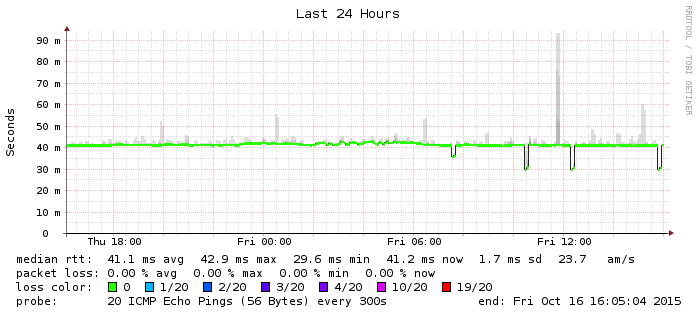 Last 24 Hours
RRDTOOL / TOBI OETIKER
Seconds
90 m
80 m
70 m
60 m
50 m
40 m
30 m
20 m
10 m
0
Thu 18:00 Fri 00:00 Fri 06:00 Fri 12:00
median rtt: 41.1 ms avg 42.9 ms max 29.6 ms min 41.2 ms now 1.7 ms sd 23.7 am/s
packet loss: 0.00 % avg 0.00 % max 0.00 % min 0.00 % now
loss color: 0 1/20 2/20 3/20 4/20 10/20 19/20
probe: 20 ICMP Echo Pings (56 Bytes) every 300s end: Fri Oct 16 16:05:04 2015